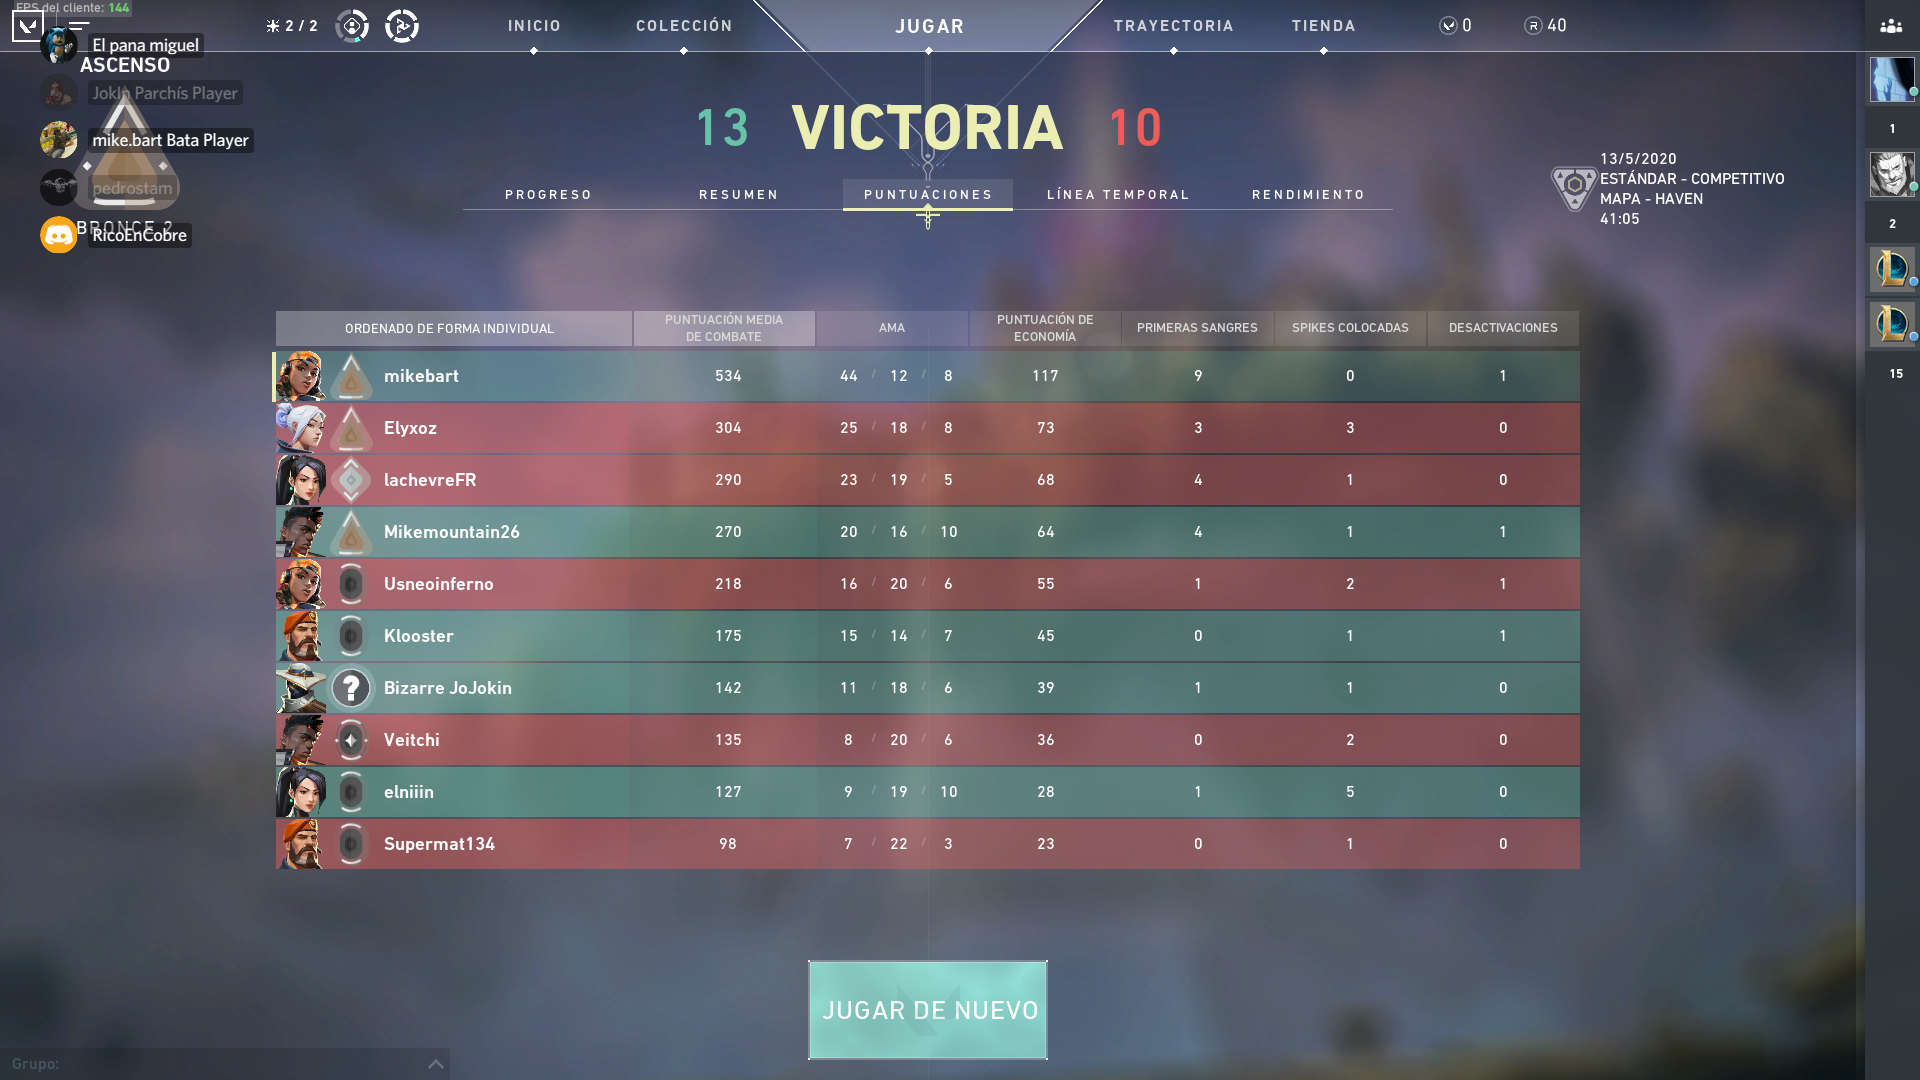 FPS del cliente: 144
2 / 2
INICIO
COLECCIÓN
JUGAR
TRAYECTORIA
TIENDA
0
40
El pana miguel
ASCENSO
JokIn Parchís Player
mike.bart Bata Player
pedrostam
BRONCE 2
RicoEnCobre
13 VICTORIA 10
PROGRESO
RESUMEN
PUNTUACIONES
LÍNEA TEMPORAL
RENDIMIENTO
13/5/2020
ESTÁNDAR - COMPETITIVO
MAPA - HAVEN
41:05
1
2
15
ORDENADO DE FORMA INDIVIDUAL
PUNTUACIÓN MEDIA
DE COMBATE
AMA
PUNTUACIÓN DE
ECONOMÍA
PRIMERAS SANGRES
SPIKES COLOCADAS
DESACTIVACIONES
mikebart 534 44 / 12 / 8 117 9 0 1
Elyxoz 304 25 / 18 / 8 73 3 3 0
lachevreFR 290 23 / 19 / 5 68 4 1 0
Mikemountain26 270 20 / 16 / 10 64 4 1 1
Usneoinferno 218 16 / 20 / 6 55 1 2 1
Klooster 175 15 / 14 / 7 45 0 1 1
? Bizarre JoJokin 142 11 / 18 / 6 39 1 1 0
Veitchi 135 8 / 20 / 6 36 0 2 0
elniiin 127 9 / 19 / 10 28 1 5 0
Supermat134 98 7 / 22 / 3 23 0 1 0
JUGAR DE NUEVO
Grupo: